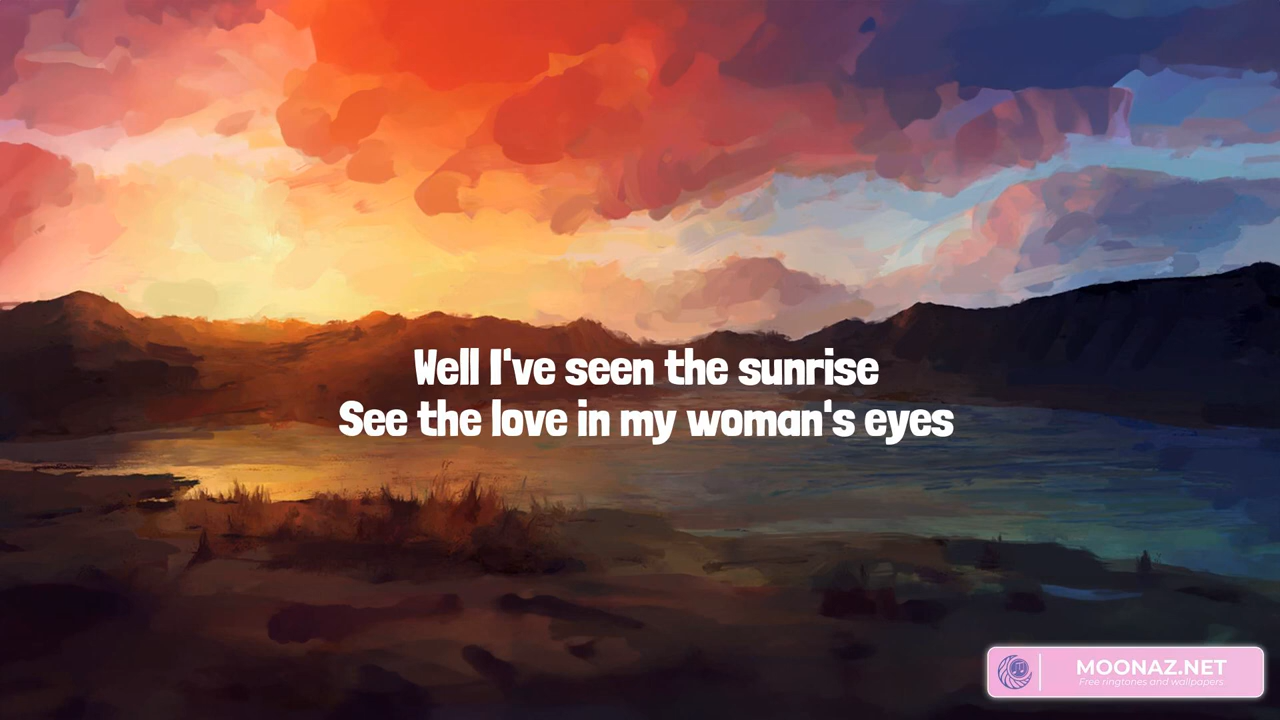 Well I've seen the sunrise
See the love in my woman's eyes
MOONAZ.NET
Free ringtones and wallpapers